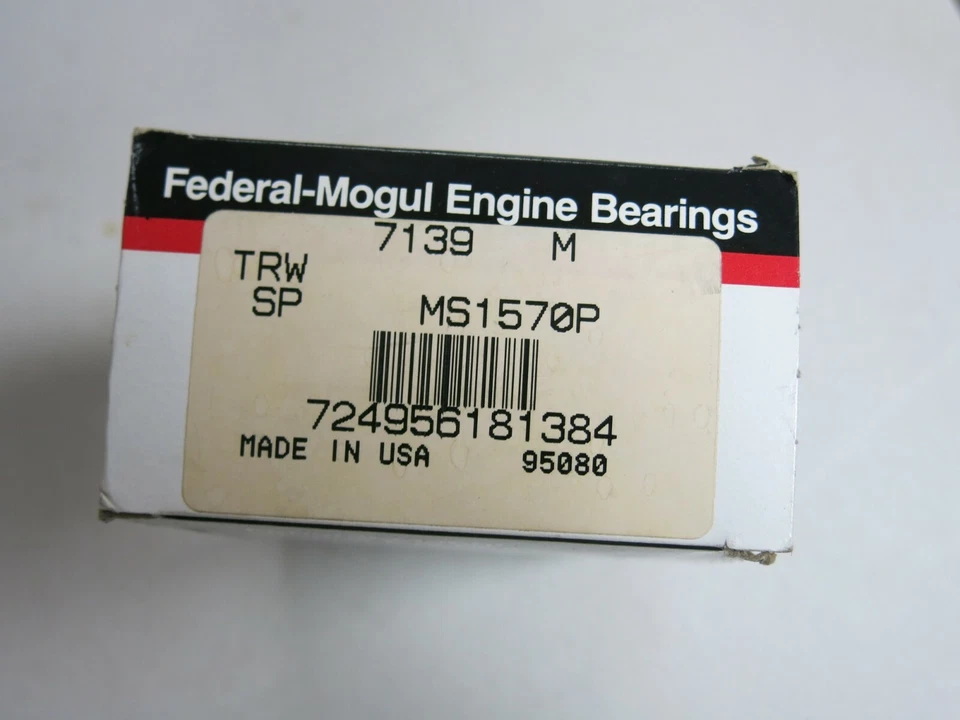 Federal-Mogul Engine Bearings
7139 M
TRW
SP MS1570P
724956181384
MADE IN USA 95080